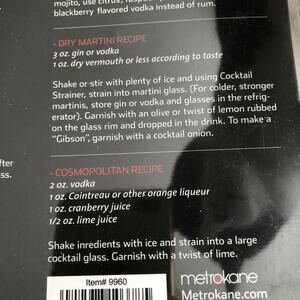 mojito, use citrus, rasp
blackberry flavored vodka instead of rum.
• DRY MARTINI RECIPE
3 oz. gin or vodka
1 oz. dry vermouth or less according to taste
Shake or stir with plenty of ice and using Cocktail
Strainer, strain into martini glass. (For colder, stronger
martinis, store gin or vodka and glasses in the refrig-
erator). Garnish with an olive or twist of lemon rubbed
on the glass rim and dropped in the drink. To make a
"Gibson", garnish with a cocktail onion.
fter
ss.
• COSMOPOLITAN RECIPE
2 oz. vodka
1 oz. Cointreau or other orange liqueur
1 oz. cranberry juice
1/2 oz. lime juice
Shake inredients with ice and strain into a large
cocktail glass. Garnish with a twist of lime.
Item# 9960
metrokane
Metrokane.com